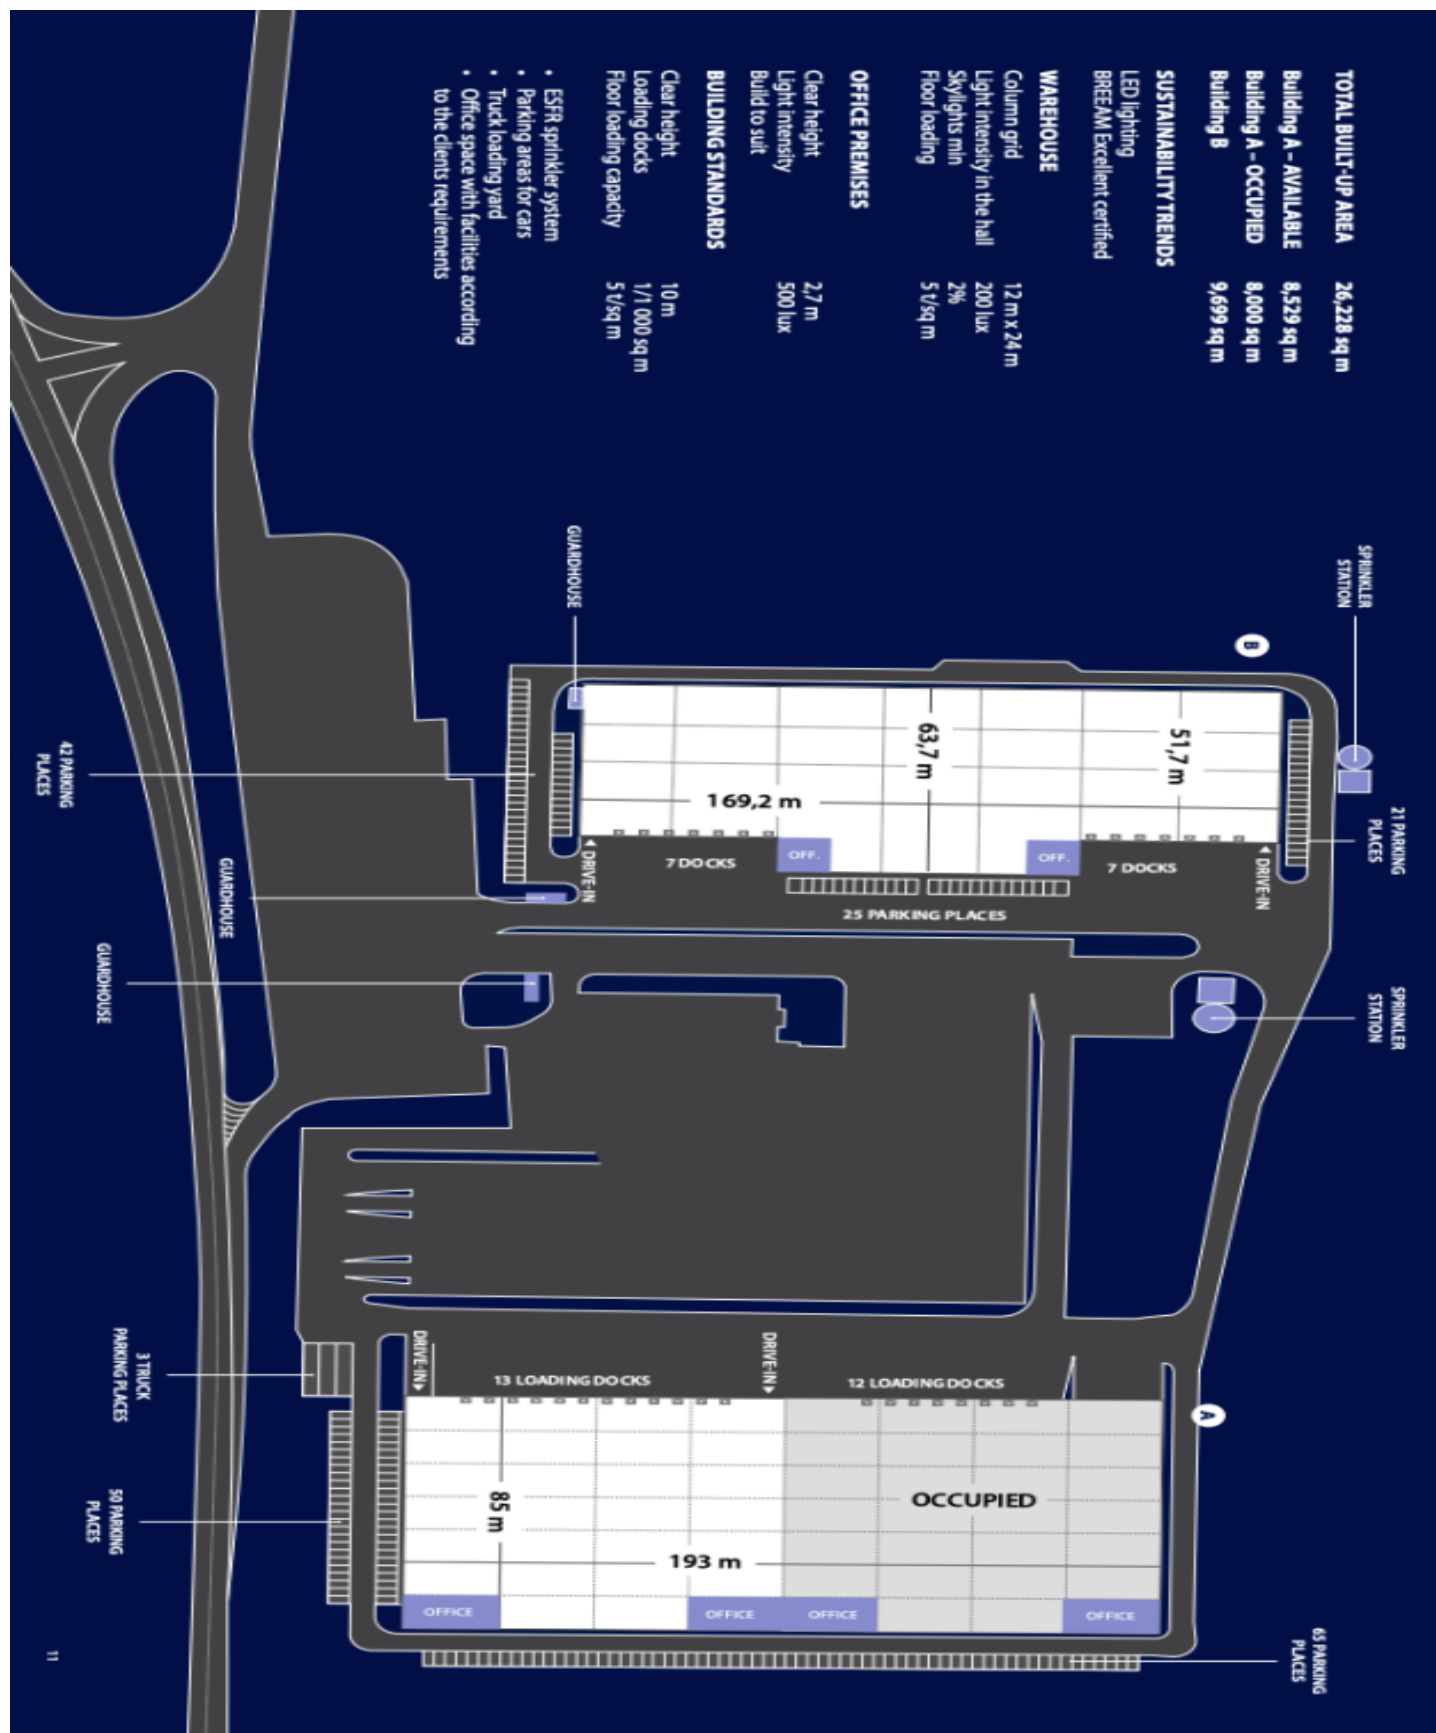 TOTAL BUILT-UP AREA 26,228 sq m
Building A – AVAILABLE 8,529 sq m
Building A – OCCUPIED 8,000 sq m
Building B 9,699 sq m
SUSTAINABILITY TRENDS
LED lighting
BREEAM Excellent certified
WAREHOUSE
Column grid 12 m x 24 m
Light intensity in the hall 200 lux
Skylights min 2%
Floor loading 5 t/sq m
OFFICE PREMISES
Clear height 2,7 m
Light intensity 500 lux
Build to suit
BUILDING STANDARDS
Clear height 10 m
Loading docks 1/1 000 sq m
Floor loading capacity 5 t/sq m
• ESFR sprinkler system
• Parking areas for cars
• Truck loading yard
• Office space with facilities according
to the clients requirements
SPRINKLER
STATION
B
GUARDHOUSE
51,7 m
63,7 m
169,2 m
21 PARKING
PLACES
42 PARKING
PLACES
DRIVE-IN
7 DOCKS
OFF.
OFF.
7 DOCKS
DRIVE-IN
25 PARKING PLACES
GUARDHOUSE
GUARDHOUSE
SPRINKLER
STATION
DRIVE-IN
13 LOADING DOCKS
DRIVE-IN
12 LOADING DOCKS
A
3 TRUCK
PARKING PLACES
85 m
OCCUPIED
193 m
50 PARKING
PLACES
OFFICE
OFFICE
OFFICE
OFFICE
65 PARKING
PLACES
11